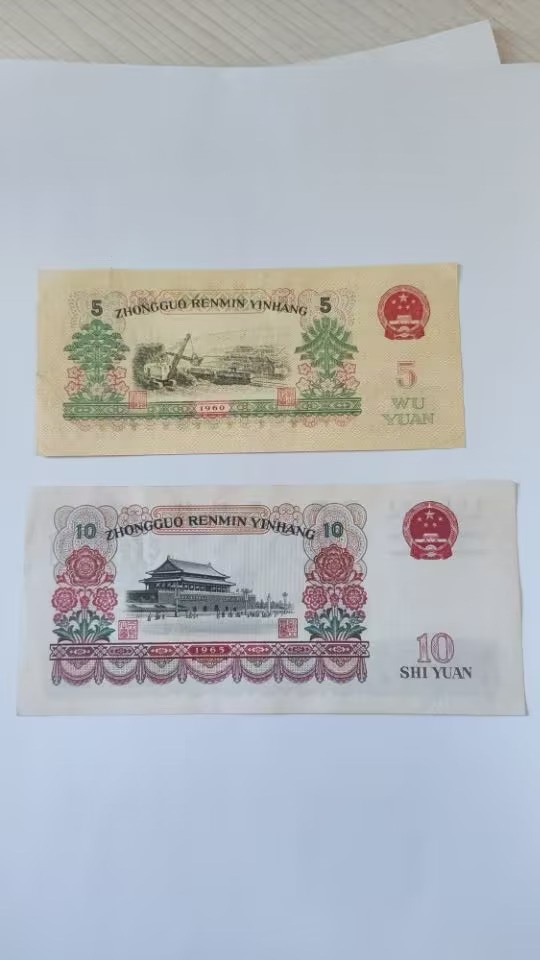 5 ZHONGGUO RENMIN YINHANG 5
5
WU
YUAN
1960
10 ZHONGGUO RENMIN YINHANG 10
10
SHI YUAN
1965